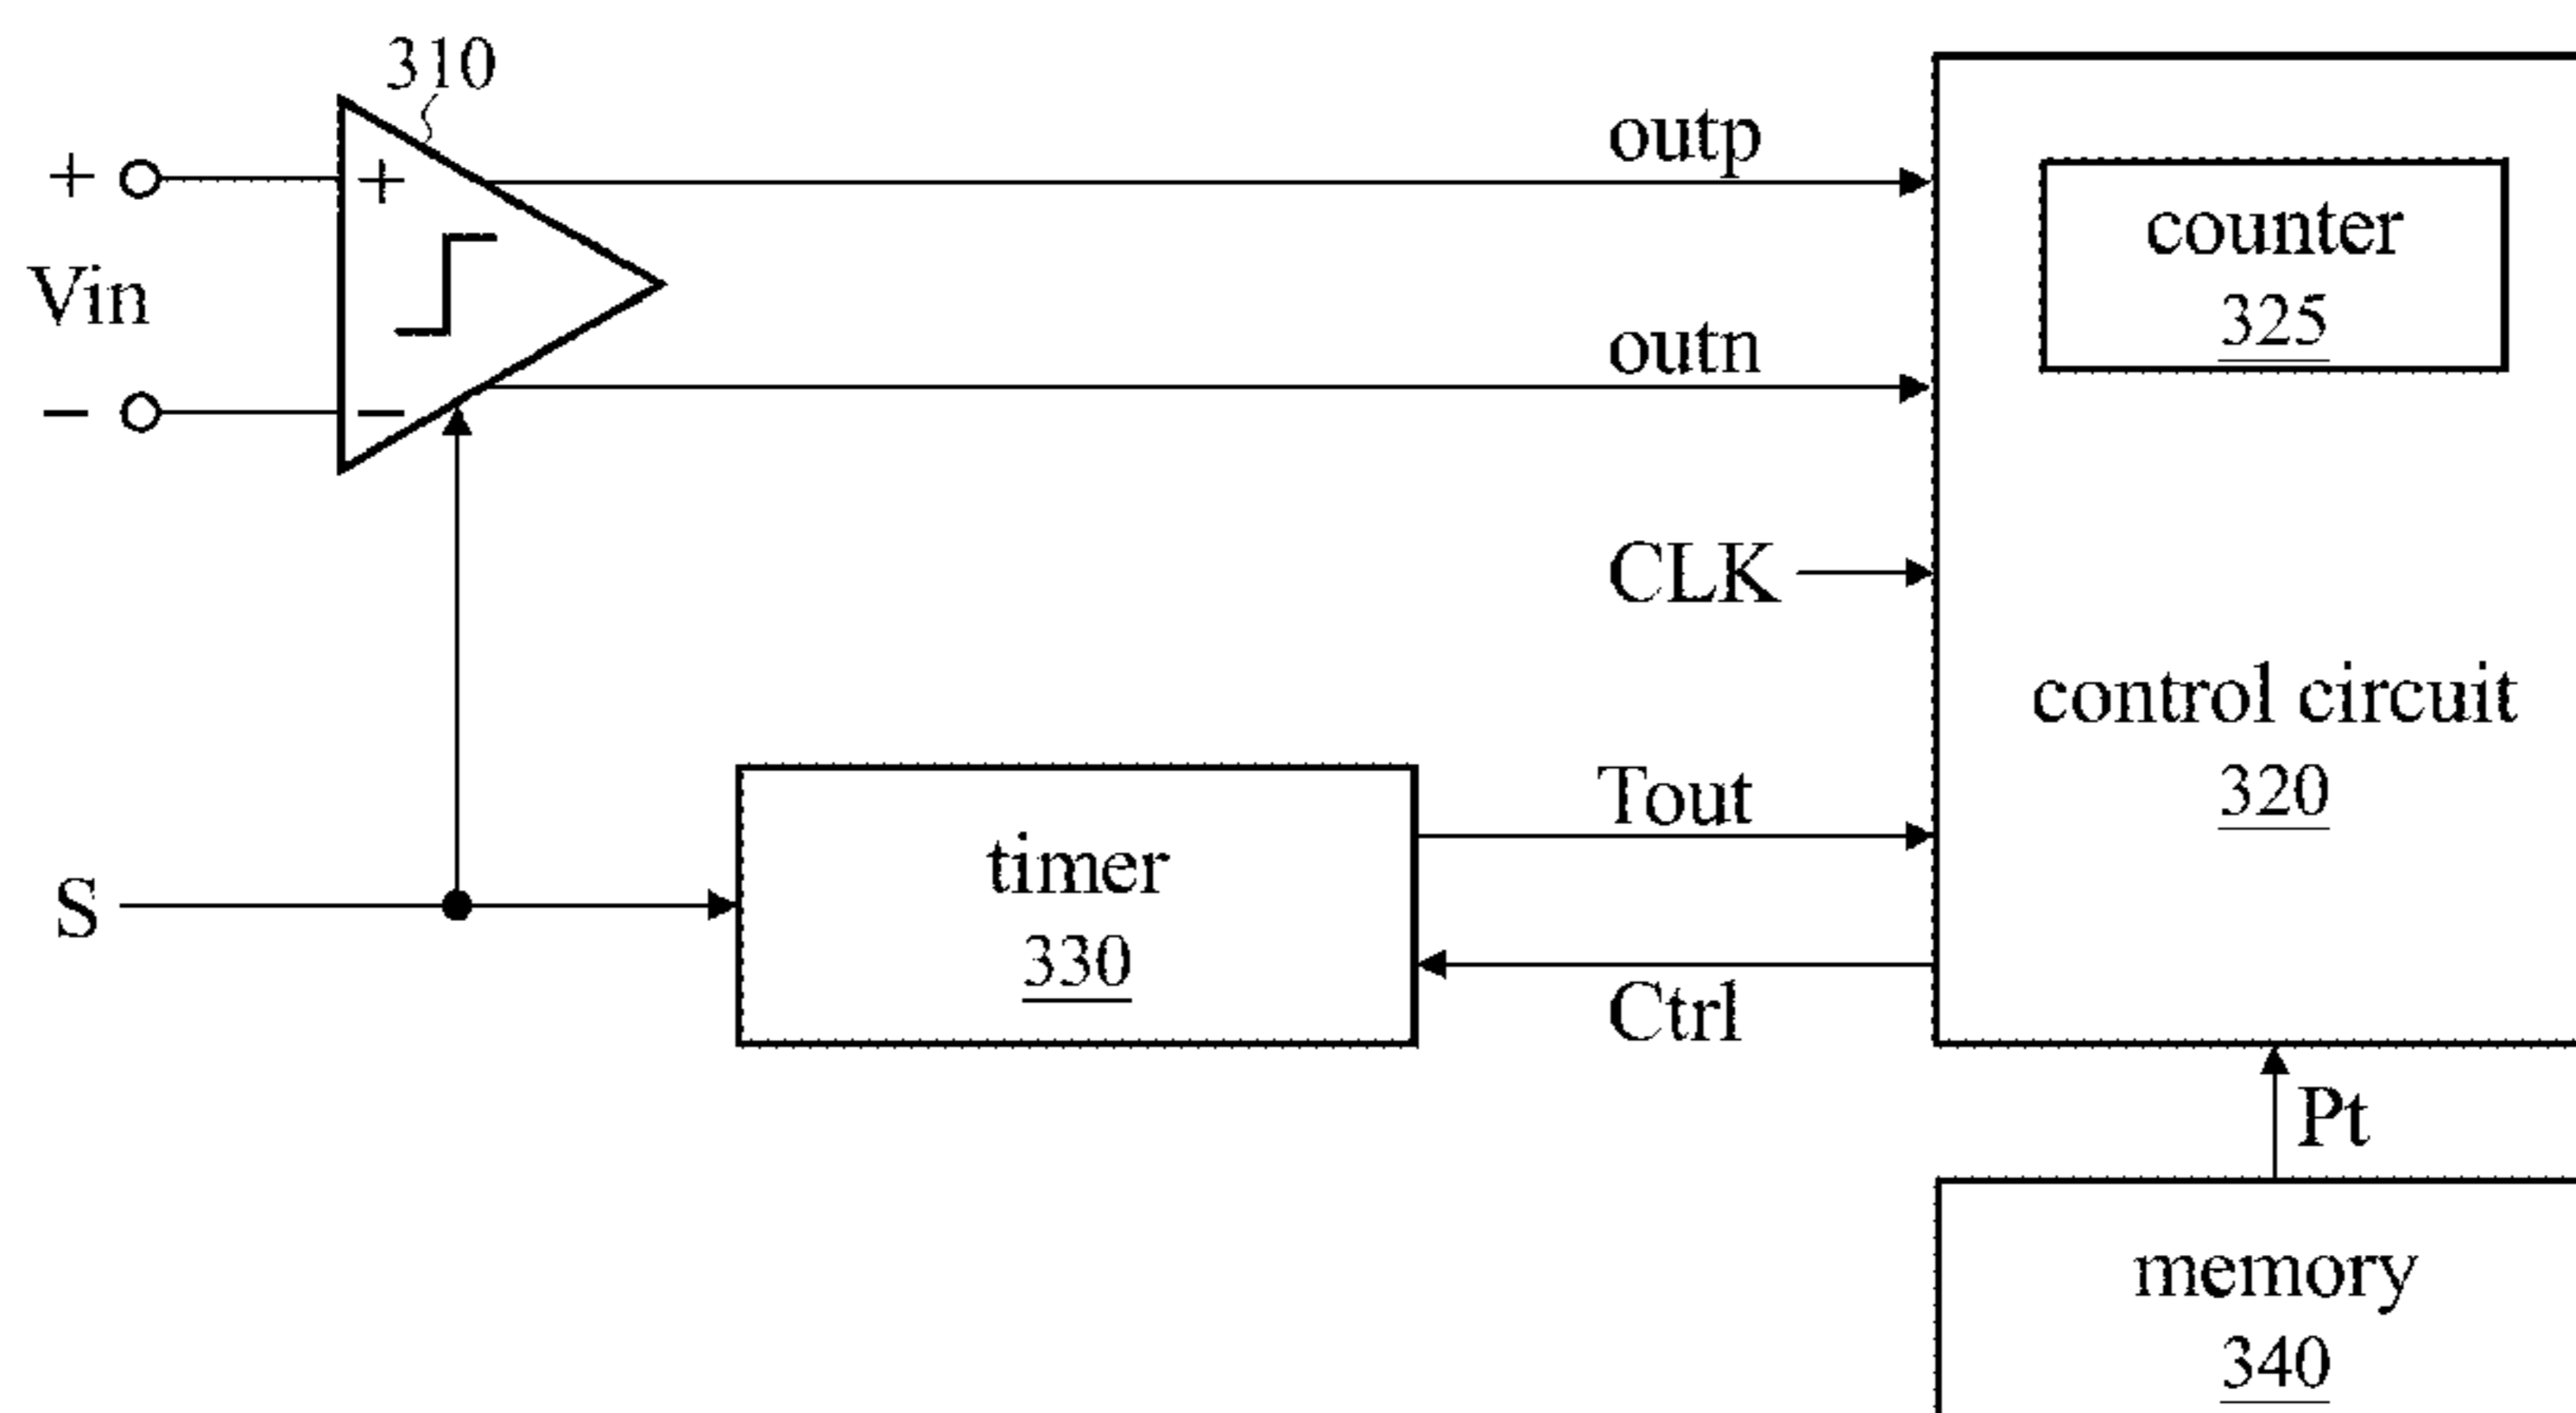 310
+
+
Vin
−
−
outp
outn
counter
325
CLK
control circuit
320
S
timer
330
Tout
Ctrl
Pt
memory
340